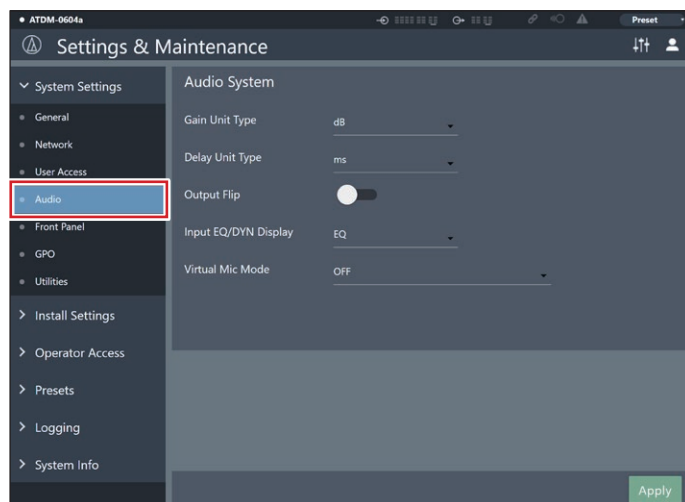 ATDM-0604a
Preset
Settings & Maintenance
System Settings
General
Network
User Access
Audio
Front Panel
GPO
Utilities
Install Settings
Operator Access
Presets
Logging
System Info
Audio System
Gain Unit Type dB
Delay Unit Type ms
Output Flip
Input EQ/DYN Display EQ
Virtual Mic Mode OFF
Apply